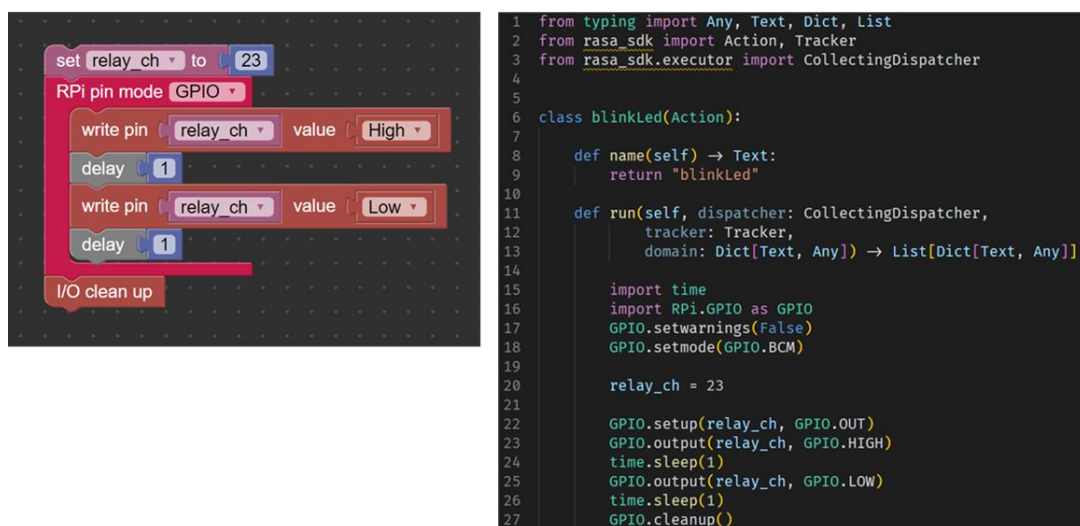 set relay_ch to 23
RPi pin mode GPIO
write pin relay_ch value High
delay 1
write pin relay_ch value Low
delay 1
I/O clean up
1 from typing import Any, Text, Dict, List
2 from rasa_sdk import Action, Tracker
3 from rasa_sdk.executor import CollectingDispatcher
4
5
6 class blinkLed(Action):
7
8 def name(self) → Text:
9 return "blinkLed"
10
11 def run(self, dispatcher: CollectingDispatcher,
12 tracker: Tracker,
13 domain: Dict[Text, Any]) → List[Dict[Text, Any]]
14
15 import time
16 import RPi.GPIO as GPIO
17 GPIO.setwarnings(False)
18 GPIO.setmode(GPIO.BCM)
19
20 relay_ch = 23
21
22 GPIO.setup(relay_ch, GPIO.OUT)
23 GPIO.output(relay_ch, GPIO.HIGH)
24 time.sleep(1)
25 GPIO.output(relay_ch, GPIO.LOW)
26 time.sleep(1)
27 GPIO.cleanup()